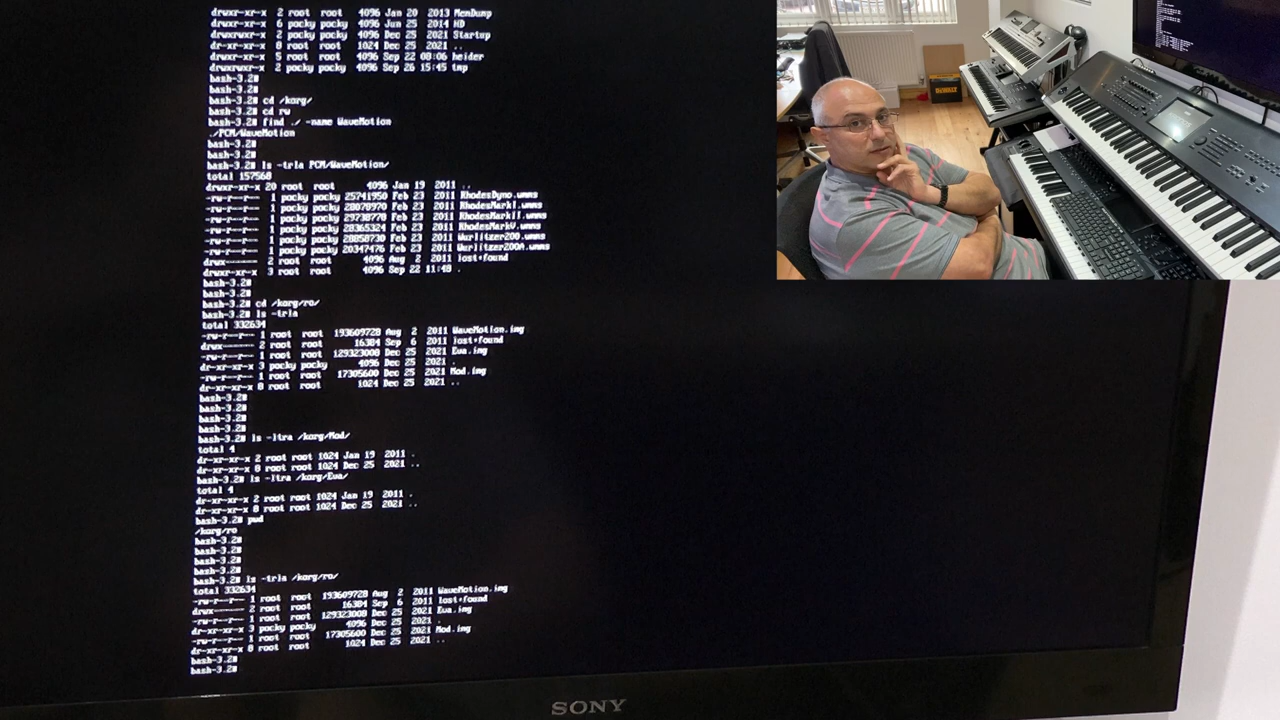 drwxr-xr-x 2 root root 4096 Jan 20 2013 MemDump
drwxr-xr-x 6 pocky pocky 4096 Jun 25 2014 HD
drwxrwxr-x 2 pocky pocky 4096 Dec 25 2021 Startup
dr-xr-xr-x 8 root root 1024 Dec 25 2021 ..
drwxr-xr-x 5 root root 4096 Sep 22 08:06 heider
drwxrwxr-x 2 pocky pocky 4096 Sep 26 15:45 tmp
bash-3.2#
bash-3.2#
bash-3.2# cd /korg/
bash-3.2# cd rw
bash-3.2# find ./ -name WaveMotion
./PCM/WaveMotion
bash-3.2#
bash-3.2#
bash-3.2# ls -trla PCM/WaveMotion/
total 157568
drwxrwxr-x 20 root root 4096 Jan 19 2011 ..
-rw-r--r-- 1 pocky pocky 25741950 Feb 23 2011 RhodesDyno.wmms
-rw-r--r-- 1 pocky pocky 28078970 Feb 23 2011 RhodesMarkI.wmms
-rw-r--r-- 1 pocky pocky 29738770 Feb 23 2011 RhodesMarkII.wmms
-rw-r--r-- 1 pocky pocky 28365324 Feb 23 2011 RhodesMarkV.wmms
-rw-r--r-- 1 pocky pocky 28858730 Feb 23 2011 Wurlitzer200.wmms
-rw-r--r-- 1 pocky pocky 20347476 Feb 23 2011 Wurlitzer200A.wmms
drwx------ 2 root root 4096 Aug 2 2011 lost+found
drwxr-xr-x 3 root root 4096 Sep 22 11:48 .
bash-3.2#
bash-3.2#
bash-3.2# cd /korg/ro/
bash-3.2# ls -trla
total 332634
-rw-r--r-- 1 root root 193609728 Aug 2 2011 WaveMotion.img
drwx------ 2 root root 16384 Sep 6 2011 lost+found
-rw-r--r-- 1 root root 129323008 Dec 25 2021 Eva.img
dr-xr-xr-x 3 pocky pocky 4096 Dec 25 2021 .
-rw-r--r-- 1 root root 17305600 Dec 25 2021 Mod.img
dr-xr-xr-x 8 root root 1024 Dec 25 2021 ..
bash-3.2#
bash-3.2#
bash-3.2#
bash-3.2#
bash-3.2# ls -ltra /korg/Mod/
total 4
dr-xr-xr-x 2 root root 1024 Jan 19 2011 .
dr-xr-xr-x 8 root root 1024 Dec 25 2021 ..
bash-3.2# ls -ltra /korg/Eva/
total 4
dr-xr-xr-x 2 root root 1024 Jan 19 2011 .
dr-xr-xr-x 8 root root 1024 Dec 25 2021 ..
bash-3.2# pwd
/korg/ro
bash-3.2#
bash-3.2#
bash-3.2#
bash-3.2#
bash-3.2# ls -trla /korg/ro/
total 332634
-rw-r--r-- 1 root root 193609728 Aug 2 2011 WaveMotion.img
drwx------ 2 root root 16384 Sep 6 2011 lost+found
-rw-r--r-- 1 root root 129323008 Dec 25 2021 Eva.img
dr-xr-xr-x 3 pocky pocky 4096 Dec 25 2021 .
-rw-r--r-- 1 root root 17305600 Dec 25 2021 Mod.img
dr-xr-xr-x 8 root root 1024 Dec 25 2021 ..
bash-3.2#
bash-3.2#
SONY
DEWALT